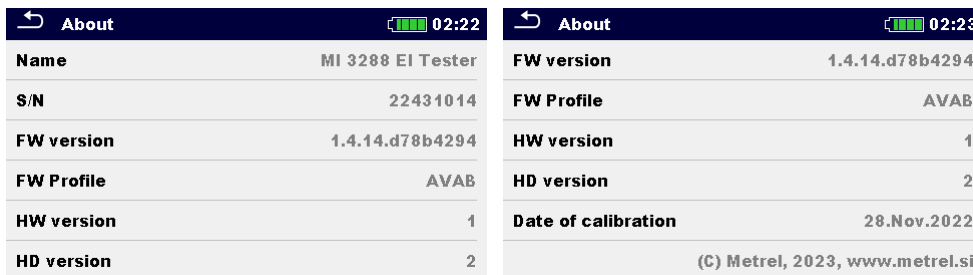 About 02:22
Name MI 3288 EI Tester
S/N 22431014
FW version 1.4.14.d78b4294
FW Profile AVAB
HW version 1
HD version 2
About 02:23
FW version 1.4.14.d78b4294
FW Profile AVAB
HW version 1
HD version 2
Date of calibration 28.Nov.2022
(C) Metrel, 2023, www.metrel.si